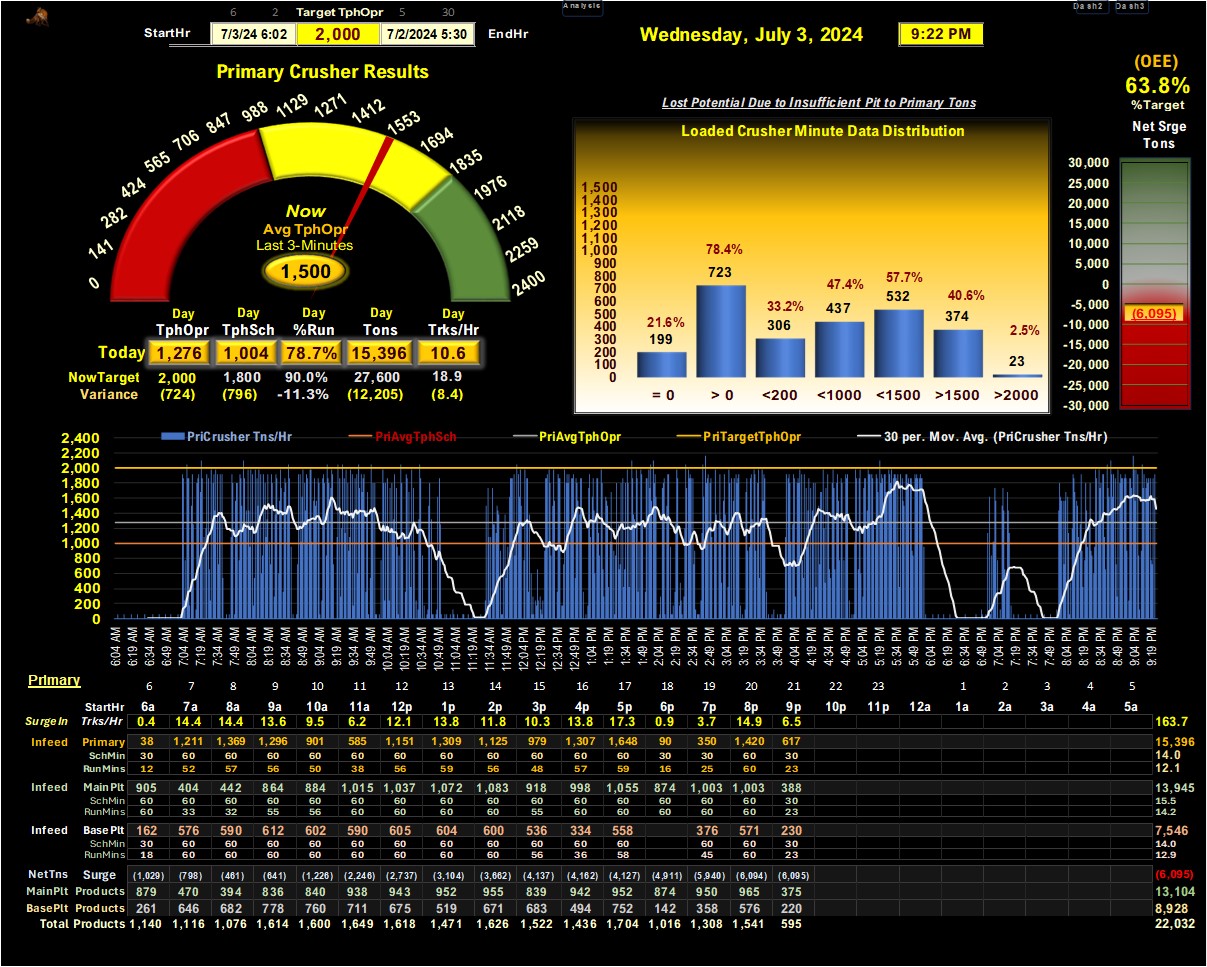 6 2 Target TphOpr 5 30
Analysis
Dash2 Dash3
StartHr 7/3/24 6:02 2,000 7/2/2024 5:30 EndHr
Wednesday, July 3, 2024 9:22 PM
Primary Crusher Results
0 141 282 424 565 706 847 988 1129 1271 1412 1553 1694 1835 1976 2118 2259 2400
Now
Avg TphOpr
Last 3-Minutes
1,500
Day Day Day Day Day
TphOpr TphSch %Run Tons Trks/Hr
Today 1,276 1,004 78.7% 15,396 10.6
NowTarget 2,000 1,800 90.0% 27,600 18.9
Variance (724) (796) -11.3% (12,205) (8.4)
Lost Potential Due to Insufficient Pit to Primary Tons
Loaded Crusher Minute Data Distribution
1,500
1,400
1,300
1,200
1,100
1,000
900
800
700
600
500
400
300
200
100
0
21.6% 78.4% 33.2% 47.4% 57.7% 40.6% 2.5%
199 723 306 437 532 374 23
= 0 > 0 <200 <1000 <1500 >1500 >2000
(OEE)
63.8%
%Target
Net Srge
Tons
30,000
25,000
20,000
15,000
10,000
5,000
0
-5,000
(6,095)
-10,000
-15,000
-20,000
-25,000
-30,000
PriCrusher Tns/Hr PriAvgTphSch PriAvgTphOpr PriTargetTphOpr 30 per. Mov. Avg. (PriCrusher Tns/Hr)
2,400
2,200
2,000
1,800
1,600
1,400
1,200
1,000
800
600
400
200
0
6:04 AM 6:19 AM 6:34 AM 6:49 AM 7:04 AM 7:19 AM 7:34 AM 7:49 AM 8:04 AM 8:19 AM 8:34 AM 8:49 AM 9:04 AM 9:19 AM 9:34 AM 9:49 AM 10:04 AM 10:19 AM 10:34 AM 10:49 AM 11:04 AM 11:19 AM 11:34 AM 11:49 AM 12:04 PM 12:19 PM 12:34 PM 12:49 PM 1:04 PM 1:19 PM 1:34 PM 1:49 PM 2:04 PM 2:19 PM 2:34 PM 2:49 PM 3:04 PM 3:19 PM 3:34 PM 3:49 PM 4:04 PM 4:19 PM 4:34 PM 4:49 PM 5:04 PM 5:19 PM 5:34 PM 5:49 PM 6:04 PM 6:19 PM 6:34 PM 6:49 PM 7:04 PM 7:19 PM 7:34 PM 7:49 PM 8:04 PM 8:19 PM 8:34 PM 8:49 PM 9:04 PM 9:19 PM
Primary
6 7 8 9 10 11 12 13 14 15 16 17 18 19 20 21 22 23 1 2 3 4 5
StartHr 6a 7a 8a 9a 10a 11a 12p 1p 2p 3p 4p 5p 6p 7p 8p 9p 10p 11p 12a 1a 2a 3a 4a 5a
SurgeIn Trks/Hr 0.4 14.4 14.4 13.6 9.5 6.2 12.1 13.8 11.8 10.3 13.8 17.3 0.9 3.7 14.9 6.5 163.7
Infeed Primary 38 1,211 1,369 1,296 901 585 1,151 1,309 1,125 979 1,307 1,648 90 350 1,420 617 15,396
SchMin 30 60 60 60 60 60 60 60 60 60 60 60 30 30 60 30 14.0
RunMins 12 52 57 56 50 38 56 59 56 48 57 59 16 25 60 23 12.1
Infeed MainPlt 905 404 442 864 884 1,015 1,037 1,072 1,083 918 998 1,055 874 1,003 1,003 388 13,945
SchMin 60 60 60 60 60 60 60 60 60 60 60 60 60 60 60 30 15.5
RunMins 60 33 32 55 56 60 60 60 60 55 60 60 60 60 60 23 14.2
Infeed BasePlt 162 576 590 612 602 590 605 604 600 536 334 558 376 571 230 7,546
SchMin 30 60 60 60 60 60 60 60 60 60 60 60 60 60 30 14.0
RunMins 18 60 60 60 60 60 60 60 60 56 36 58 45 60 23 12.9
NetTns Surge (1,029) (798) (461) (641) (1,226) (2,246) (2,737) (3,104) (3,662) (4,137) (4,162) (4,127) (4,911) (5,940) (6,094) (6,095) (6,095)
MainPlt Products 879 470 394 836 840 938 943 952 955 839 942 952 874 950 965 375 13,104
BasePlt Products 261 646 682 778 760 711 675 519 671 683 494 752 142 358 576 220 8,928
Total Products 1,140 1,116 1,076 1,614 1,600 1,649 1,618 1,471 1,626 1,522 1,436 1,704 1,016 1,308 1,541 595 22,032